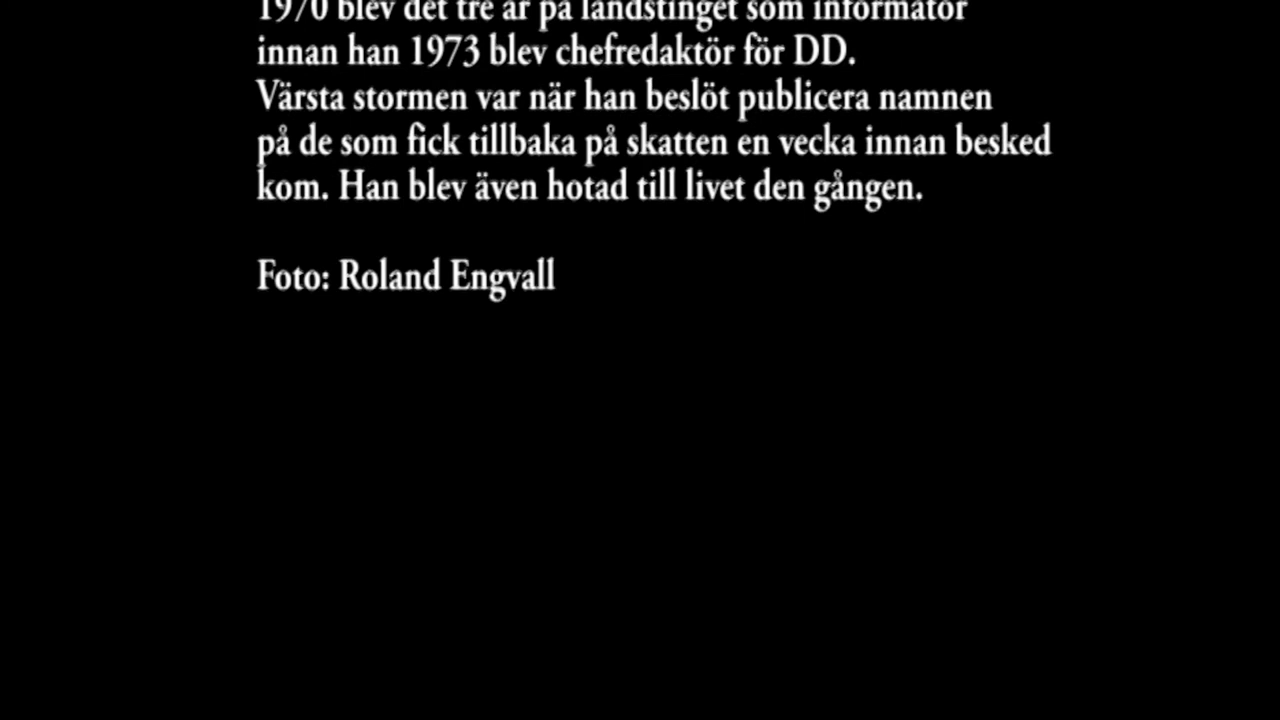 1970 blev det tre år på landstinget som informatör
innan han 1973 blev chefredaktör för DD.
Värsta stormen var när han beslöt publicera namnen
på de som fick tillbaka på skatten en vecka innan besked
kom. Han blev även hotad till livet den gången.
Foto: Roland Engvall